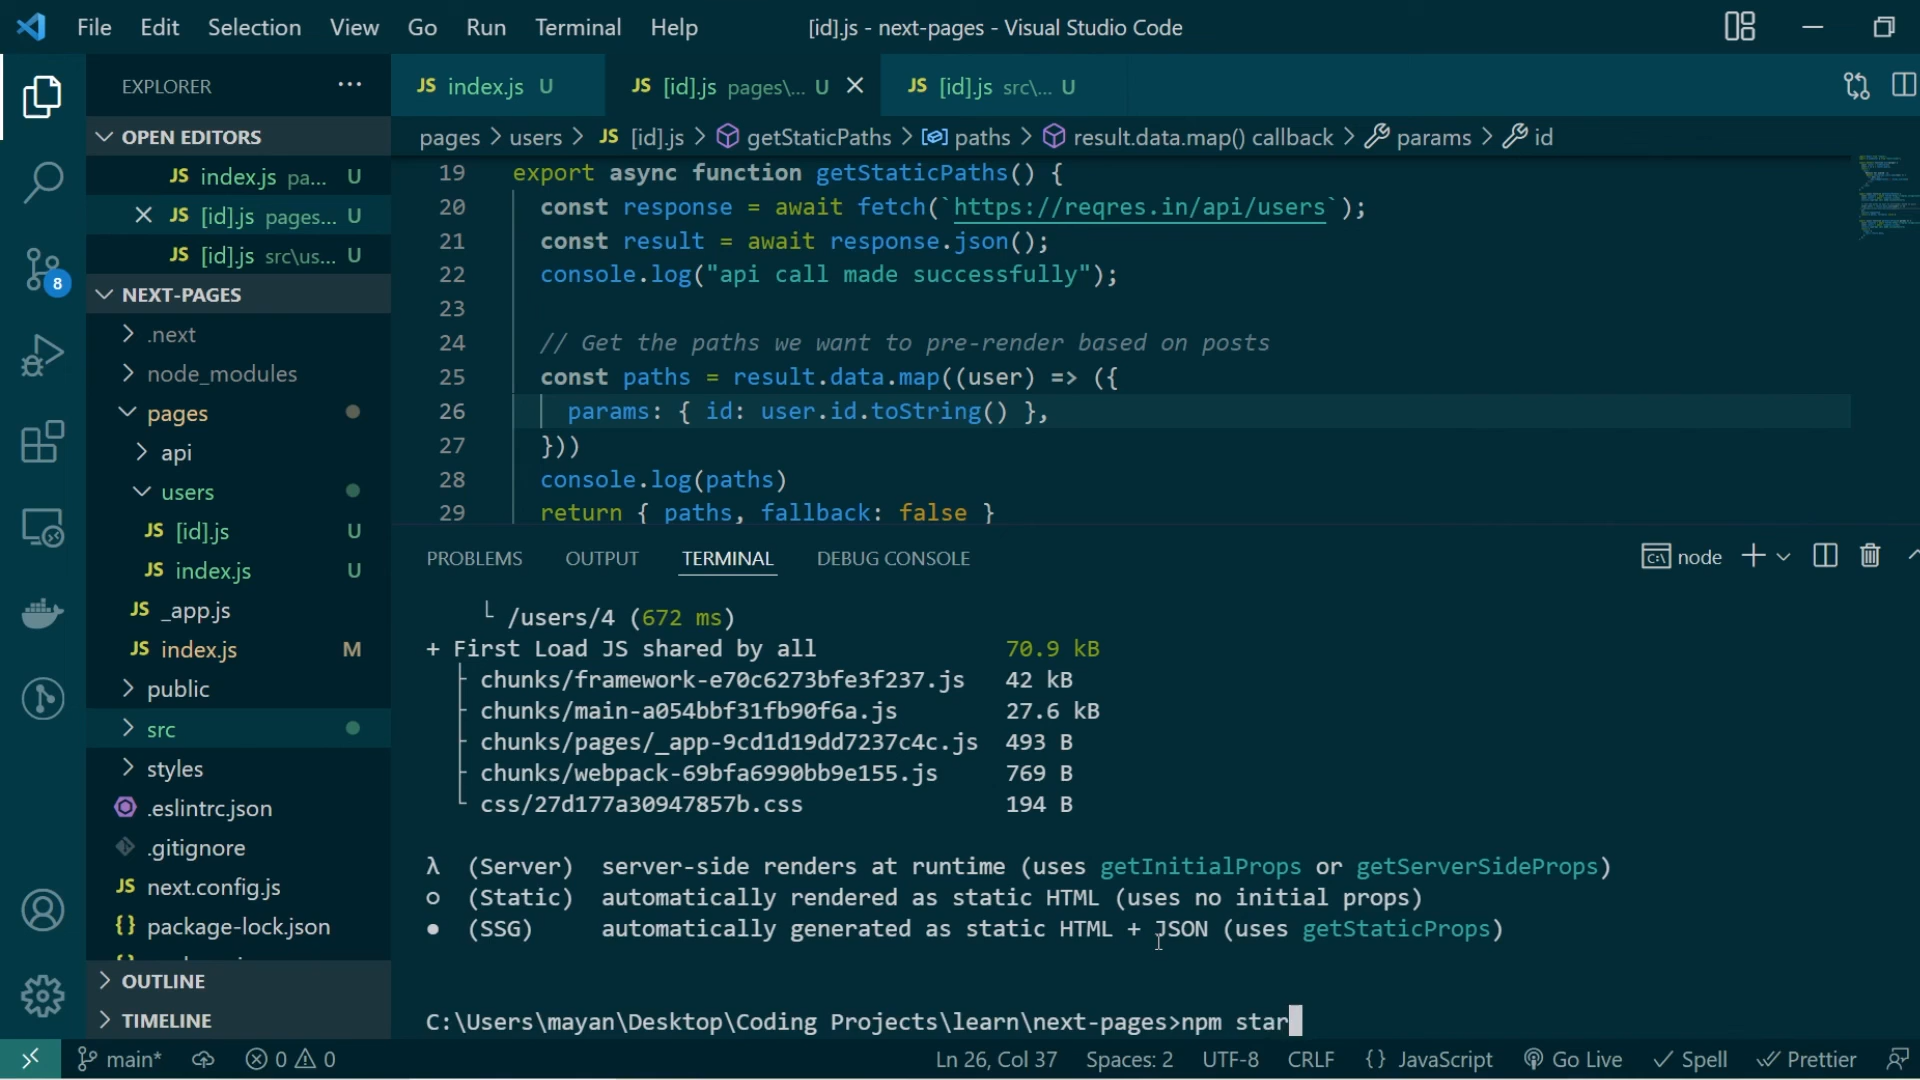 File Edit Selection View Go Run Terminal Help
[id].js - next-pages - Visual Studio Code
EXPLORER ...
JS index.js U
JS [id].js pages\... U
JS [id].js src\... U
OPEN EDITORS
JS index.js pa... U
JS [id].js pages... U
JS [id].js src\us... U
NEXT-PAGES
.next
node_modules
pages
api
users
JS [id].js U
JS index.js U
JS _app.js
JS index.js M
public
src
styles
.eslintrc.json
.gitignore
JS next.config.js
{} package-lock.json
OUTLINE
TIMELINE
8
pages > users > JS [id].js > getStaticPaths > paths > result.data.map() callback > params > id
19 export async function getStaticPaths() {
20 const response = await fetch(`https://reqres.in/api/users`);
21 const result = await response.json();
22 console.log("api call made successfully");
23
24 // Get the paths we want to pre-render based on posts
25 const paths = result.data.map((user) => ({
26 params: { id: user.id.toString() },
27 }))
28 console.log(paths)
29 return { paths, fallback: false }
PROBLEMS OUTPUT TERMINAL DEBUG CONSOLE
node
└ /users/4 (672 ms)
+ First Load JS shared by all 70.9 kB
├ chunks/framework-e70c6273bfe3f237.js 42 kB
├ chunks/main-a054bbf31fb90f6a.js 27.6 kB
├ chunks/pages/_app-9cd1d19dd7237c4c.js 493 B
├ chunks/webpack-69bfa6990bb9e155.js 769 B
└ css/27d177a30947857b.css 194 B
λ (Server) server-side renders at runtime (uses getInitialProps or getServerSideProps)
○ (Static) automatically rendered as static HTML (uses no initial props)
● (SSG) automatically generated as static HTML + JSON (uses getStaticProps)
C:\Users\mayan\Desktop\Coding Projects\learn\next-pages>npm star
main* 0 0
Ln 26, Col 37 Spaces: 2 UTF-8 CRLF {} JavaScript Go Live Spell Prettier